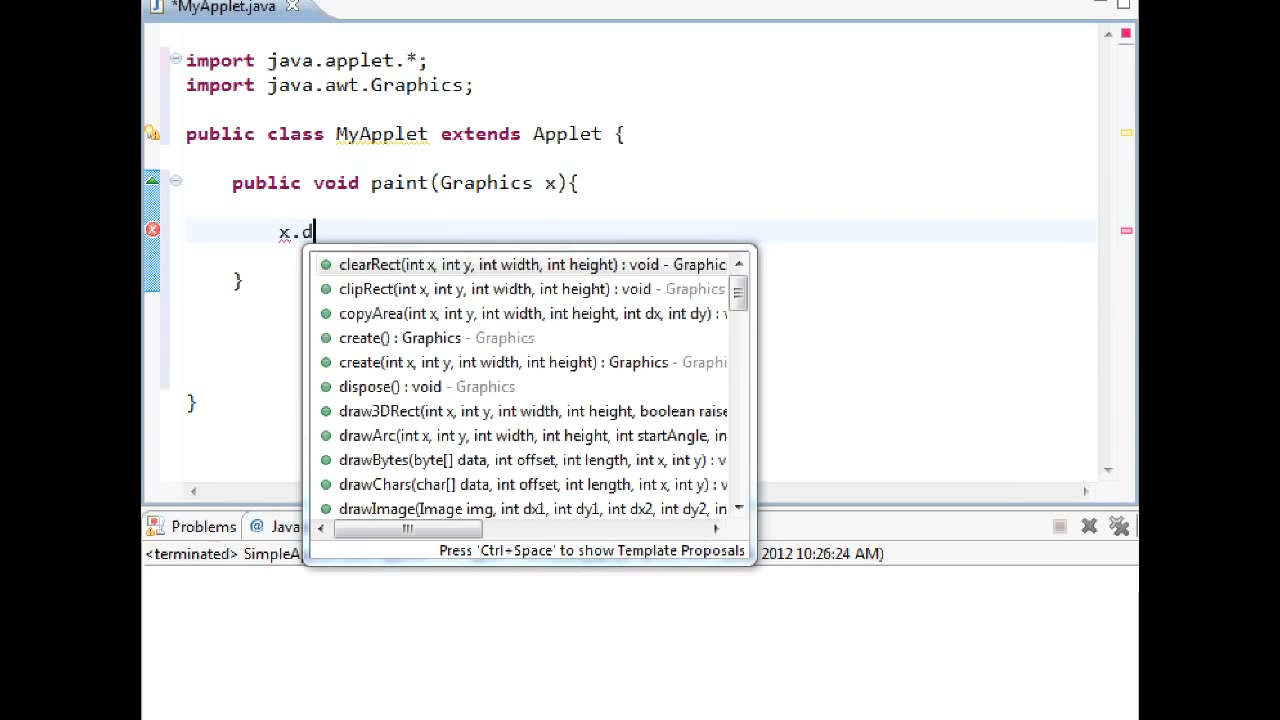 *MyApplet.java
import java.applet.*;
import java.awt.Graphics;
public class MyApplet extends Applet {
public void paint(Graphics x){
x.d
clearRect(int x, int y, int width, int height) : void - Graphic
clipRect(int x, int y, int width, int height) : void - Graphics
copyArea(int x, int y, int width, int height, int dx, int dy) : v
create() : Graphics - Graphics
create(int x, int y, int width, int height) : Graphics - Graphi
dispose() : void - Graphics
draw3DRect(int x, int y, int width, int height, boolean raise
drawArc(int x, int y, int width, int height, int startAngle, in
drawBytes(byte[] data, int offset, int length, int x, int y) : v
drawChars(char[] data, int offset, int length, int x, int y) : v
drawImage(Image img, int dx1, int dy1, int dx2, int dy2, in
Press 'Ctrl+Space' to show Template Proposals
}
}
Problems @ Java
<terminated> SimpleA 2012 10:26:24 AM)